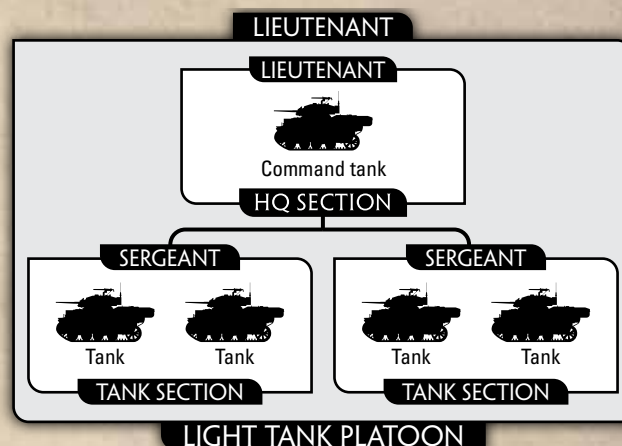 LIEUTENANT
LIEUTENANT
Command tank
HQ SECTION
SERGEANT SERGEANT
Tank Tank Tank Tank
TANK SECTION TANK SECTION
LIGHT TANK PLATOON